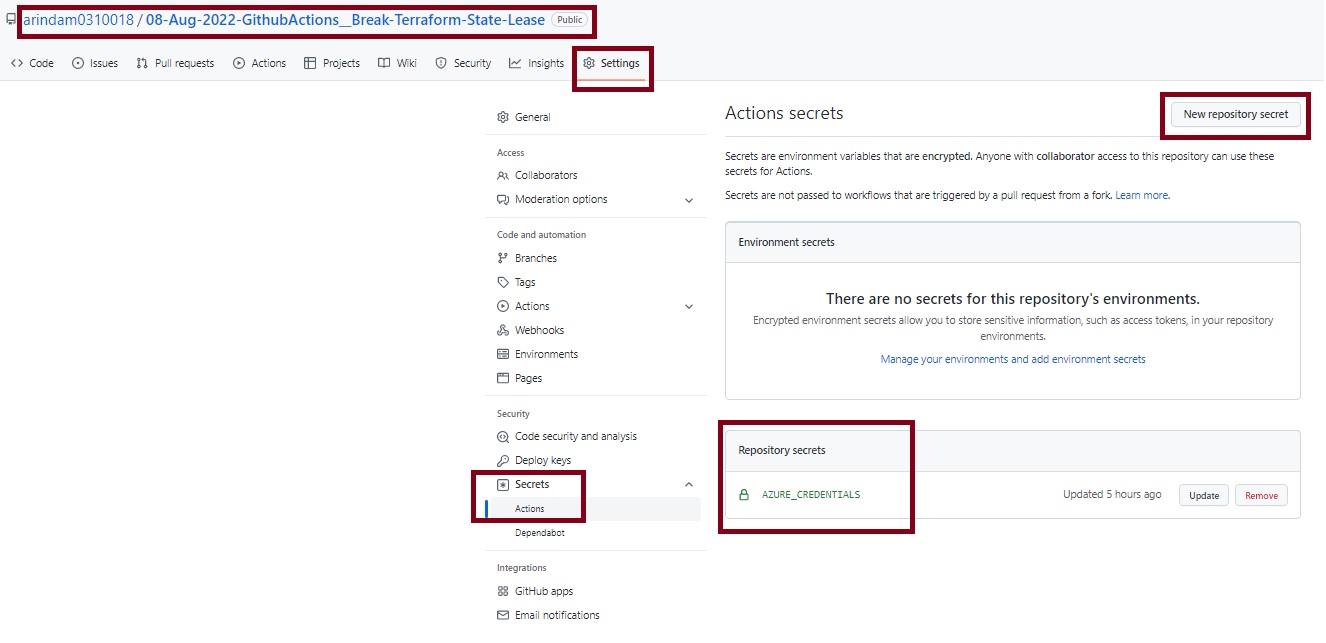 arindam0310018 / 08-Aug-2022-GithubActions__Break-Terraform-State-Lease Public
Code Issues Pull requests Actions Projects Wiki Security Insights Settings
General
Access
Collaborators
Moderation options
Code and automation
Branches
Tags
Actions
Webhooks
Environments
Pages
Security
Code security and analysis
Deploy keys
Secrets
Actions
Dependabot
Integrations
GitHub apps
Email notifications
Actions secrets
New repository secret
Secrets are environment variables that are encrypted. Anyone with collaborator access to this repository can use these
secrets for Actions.
Secrets are not passed to workflows that are triggered by a pull request from a fork. Learn more.
Environment secrets
There are no secrets for this repository's environments.
Encrypted environment secrets allow you to store sensitive information, such as access tokens, in your repository
environments.
Manage your environments and add environment secrets
Repository secrets
AZURE_CREDENTIALS Updated 5 hours ago Update Remove